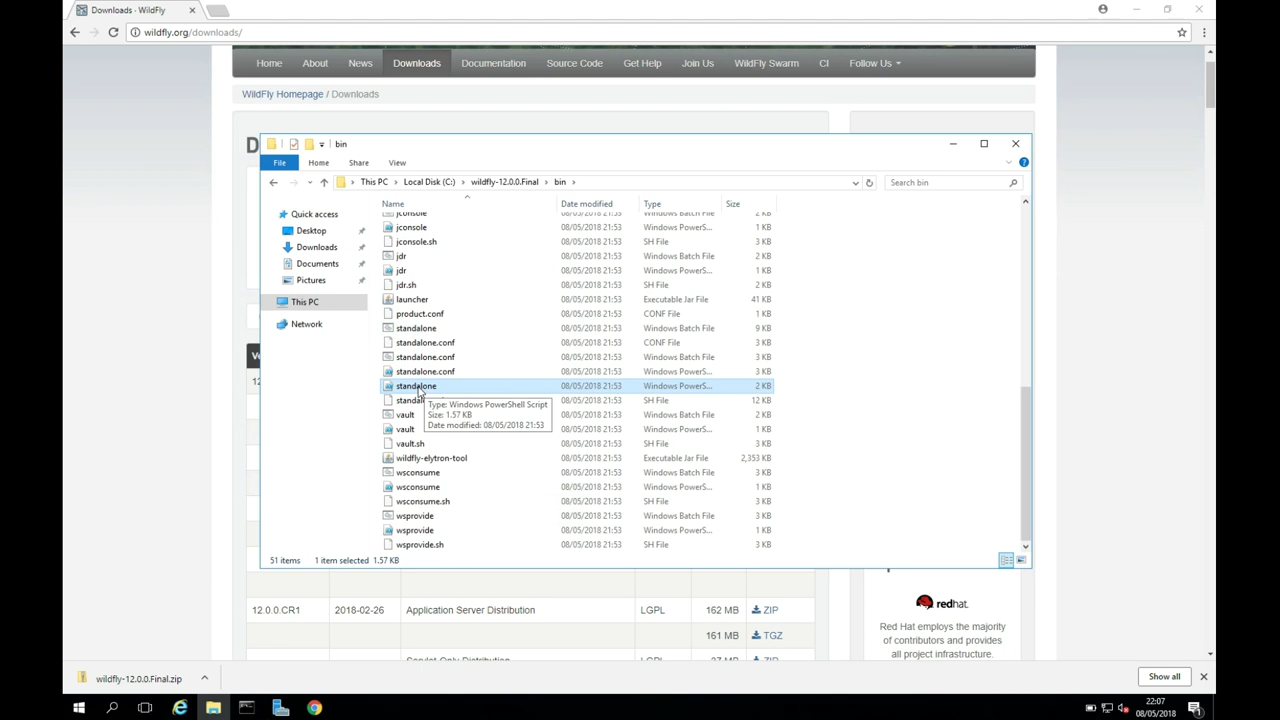 Downloads · WildFly
wildfly.org/downloads/
Home About News Downloads Documentation Source Code Get Help Join Us WildFly Swarm CI Follow Us
WildFly Homepage / Downloads
D
bin
File Home Share View
This PC Local Disk (C:) wildfly-12.0.0.Final bin
Search bin
Name Date modified Type Size
Quick access
Desktop
Downloads
Documents
Pictures
This PC
Network
jconsole 08/05/2018 21:53 Windows Batch File 2 KB
jconsole 08/05/2018 21:53 Windows PowerS... 1 KB
jconsole.sh 08/05/2018 21:53 SH File 3 KB
jdr 08/05/2018 21:53 Windows Batch File 2 KB
jdr 08/05/2018 21:53 Windows PowerS... 1 KB
jdr.sh 08/05/2018 21:53 SH File 2 KB
launcher 08/05/2018 21:53 Executable Jar File 41 KB
product.conf 08/05/2018 21:53 CONF File 1 KB
standalone 08/05/2018 21:53 Windows Batch File 9 KB
standalone.conf 08/05/2018 21:53 CONF File 3 KB
standalone.conf 08/05/2018 21:53 Windows Batch File 3 KB
standalone.conf 08/05/2018 21:53 Windows PowerS... 3 KB
standalone 08/05/2018 21:53 Windows PowerS... 2 KB
08/05/2018 21:53 SH File 12 KB
vault 08/05/2018 21:53 Windows Batch File 2 KB
vault 08/05/2018 21:53 Windows PowerS... 1 KB
vault.sh 08/05/2018 21:53 SH File 3 KB
wildfly-elytron-tool 08/05/2018 21:53 Executable Jar File 2,353 KB
wsconsume 08/05/2018 21:53 Windows Batch File 3 KB
wsconsume 08/05/2018 21:53 Windows PowerS... 1 KB
wsconsume.sh 08/05/2018 21:53 SH File 3 KB
wsprovide 08/05/2018 21:53 Windows Batch File 3 KB
wsprovide 08/05/2018 21:53 Windows PowerS... 1 KB
wsprovide.sh 08/05/2018 21:53 SH File 3 KB
Type: Windows PowerShell Script
Size: 1.57 KB
Date modified: 08/05/2018 21:53
51 items 1 item selected 1.57 KB
12.0.0.CR1 2018-02-26 Application Server Distribution LGPL 162 MB ZIP
161 MB TGZ
Servlet-Only Distribution LGPL 27 MB ZIP
redhat.
Red Hat employs the majority
of contributors and provides
all project infrastructure.
wildfly-12.0.0.Final.zip
Show all
22:07
08/05/2018